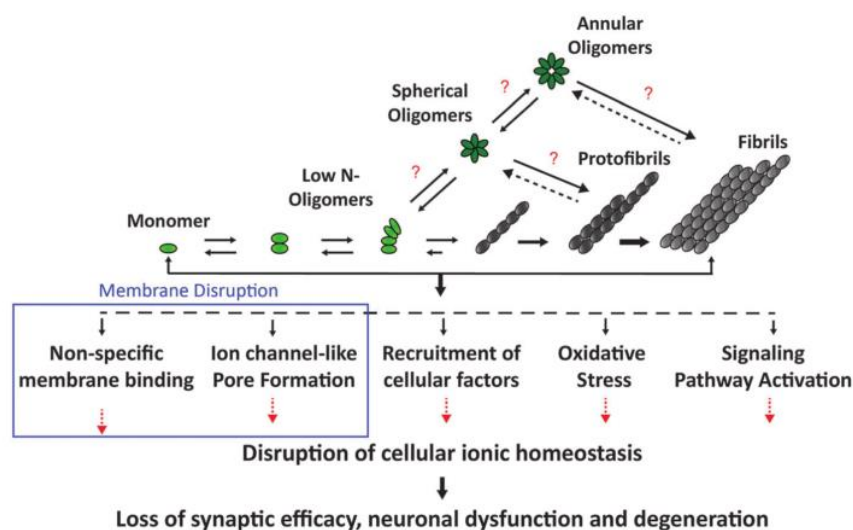 Annular
Oligomers
?
?
Spherical
Oligomers
Fibrils
?
Protofibrils
?
Low N-
Oligomers
Monomer
Membrane Disruption
Non-specific
membrane binding
Ion channel-like
Pore Formation
Recruitment of
cellular factors
Oxidative
Stress
Signaling
Pathway Activation
Disruption of cellular ionic homeostasis
Loss of synaptic efficacy, neuronal dysfunction and degeneration